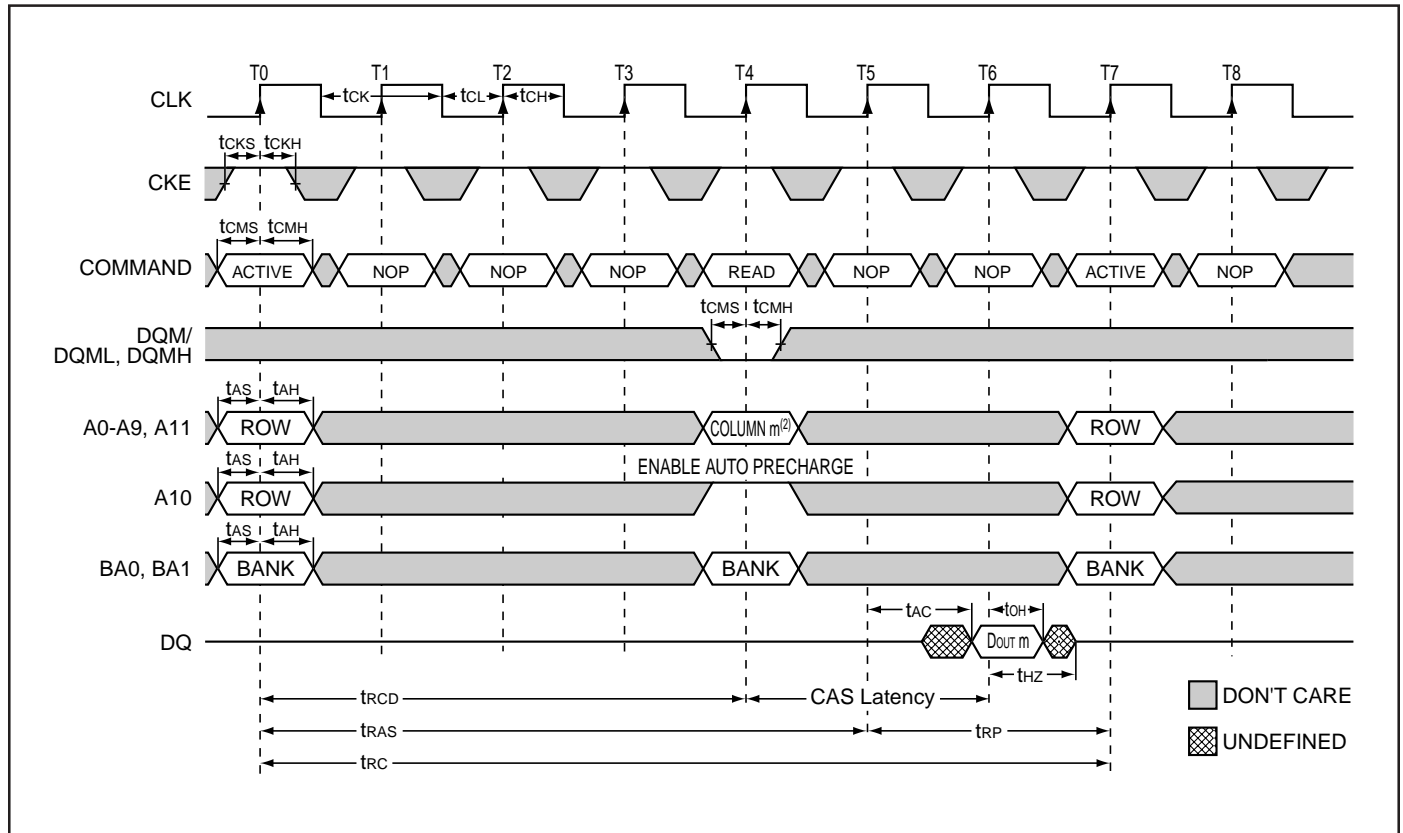 T0 T1 T2 T3 T4 T5 T6 T7 T8
CLK tCK tCL tCH
tCKS tCKH
CKE
tCMS tCMH
COMMAND ACTIVE NOP NOP NOP READ NOP NOP ACTIVE NOP
tCMS tCMH
DQM/
DQML, DQMH
tAS tAH
A0-A9, A11 ROW COLUMN m(2) ROW
tAS tAH ENABLE AUTO PRECHARGE
A10 ROW ROW
tAS tAH
BA0, BA1 BANK BANK BANK
tAC tOH
DQ DOUT m
tHZ
tRCD CAS Latency
DON'T CARE
tRAS tRP
UNDEFINED
tRC